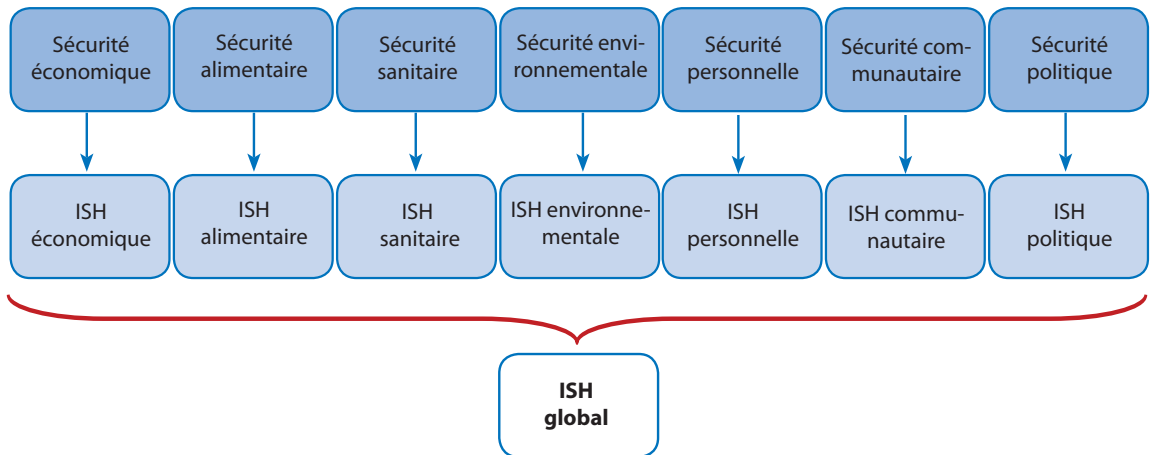 Sécurité
économique
Sécurité
alimentaire
Sécurité
sanitaire
Sécurité envi-
ronnementale
Sécurité
personnelle
Sécurité com-
munautaire
Sécurité
politique
ISH
économique
ISH
alimentaire
ISH
sanitaire
ISH environne-
mentale
ISH
personnelle
ISH commu-
nautaire
ISH
politique
ISH
global